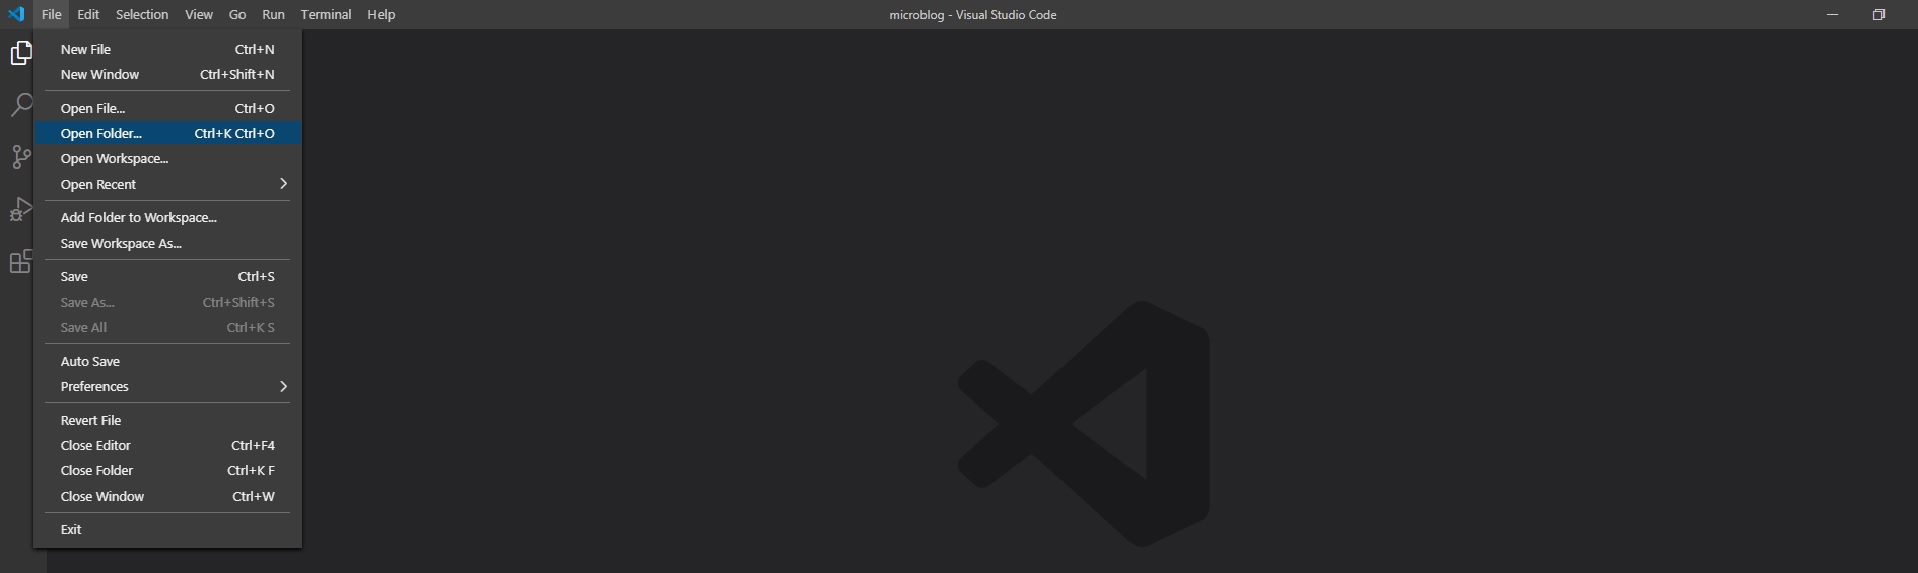 File Edit Selection View Go Run Terminal Help microblog - Visual Studio Code
New File Ctrl+N
New Window Ctrl+Shift+N
Open File... Ctrl+O
Open Folder... Ctrl+K Ctrl+O
Open Workspace...
Open Recent
Add Folder to Workspace...
Save Workspace As...
Save Ctrl+S
Save As... Ctrl+Shift+S
Save All Ctrl+K S
Auto Save
Preferences
Revert File
Close Editor Ctrl+F4
Close Folder Ctrl+K F
Close Window Ctrl+W
Exit